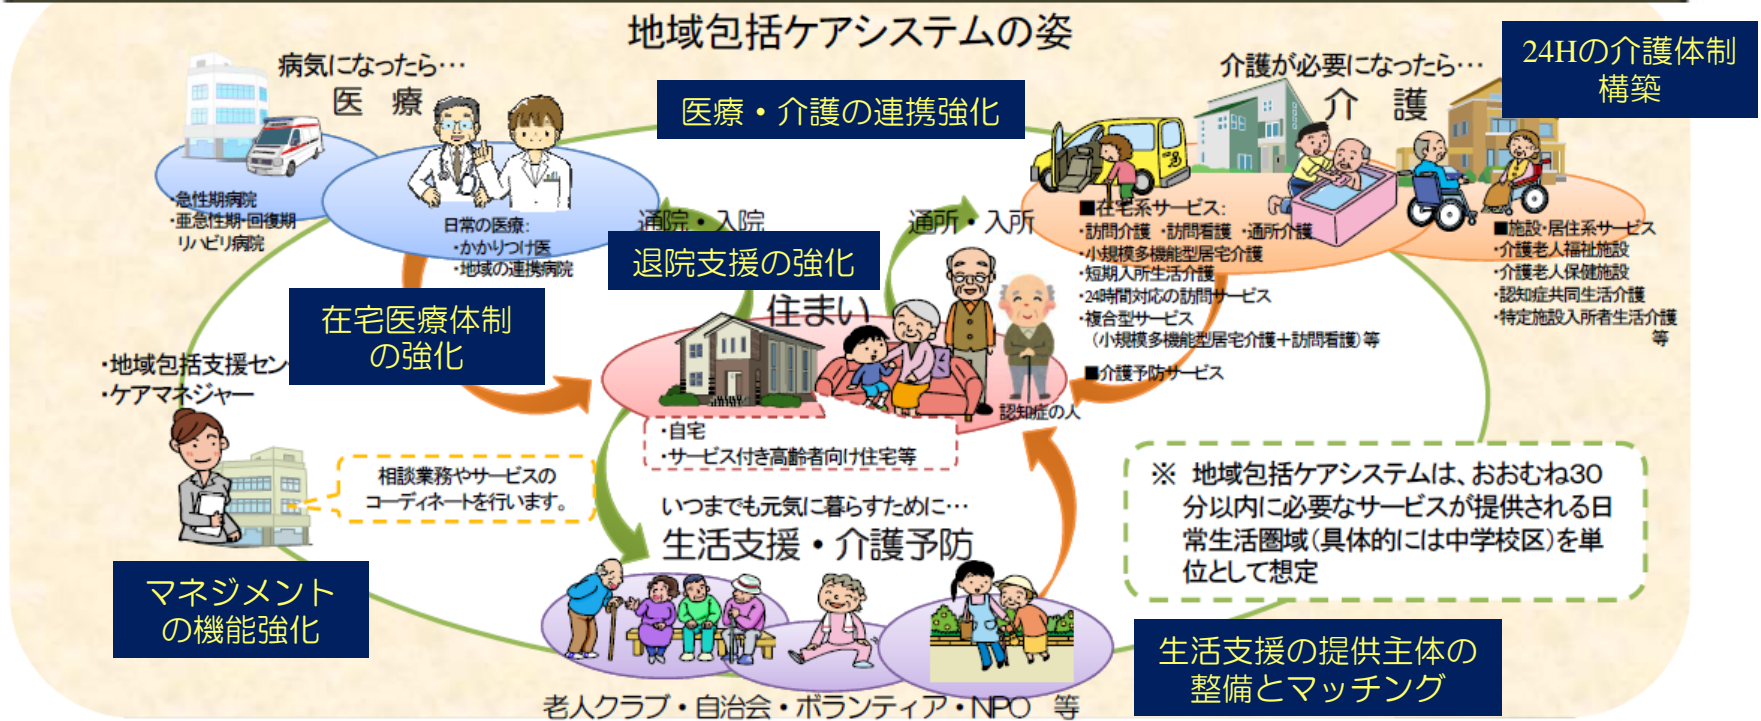 地域包括ケアシステムの姿
病気になったら…
医　療
介護が必要になったら…
介　護
24Hの介護体制
構築
医療・介護の連携強化
・急性期病院
・亜急性期・回復期
リハビリ病院
日常の医療:
・かかりつけ医
・地域の連携病院
通院・入院
通所・入所
■在宅系サービス:
・訪問介護 ・訪問看護 ・通所介護
・小規模多機能型居宅介護
・短期入所生活介護
・24時間対応の訪問サービス
・複合型サービス
（小規模多機能型居宅介護＋訪問看護）等
■介護予防サービス
■施設・居住系サービス
・介護老人福祉施設
・介護老人保健施設
・認知症共同生活介護
・特定施設入所者生活介護
等
退院支援の強化
在宅医療体制
の強化
住まい
認知症の人
・地域包括支援セン
・ケアマネジャー
・自宅
・サービス付き高齢者向け住宅等
相談業務やサービスの
コーディネートを行います。
いつまでも元気に暮らすために…
生活支援・介護予防
※ 地域包括ケアシステムは、おおむね30
分以内に必要なサービスが提供される日
常生活圏域（具体的には中学校区）を単
位として想定
マネジメント
の機能強化
生活支援の提供主体の
整備とマッチング
老人クラブ・自治会・ボランティア・NPO 等